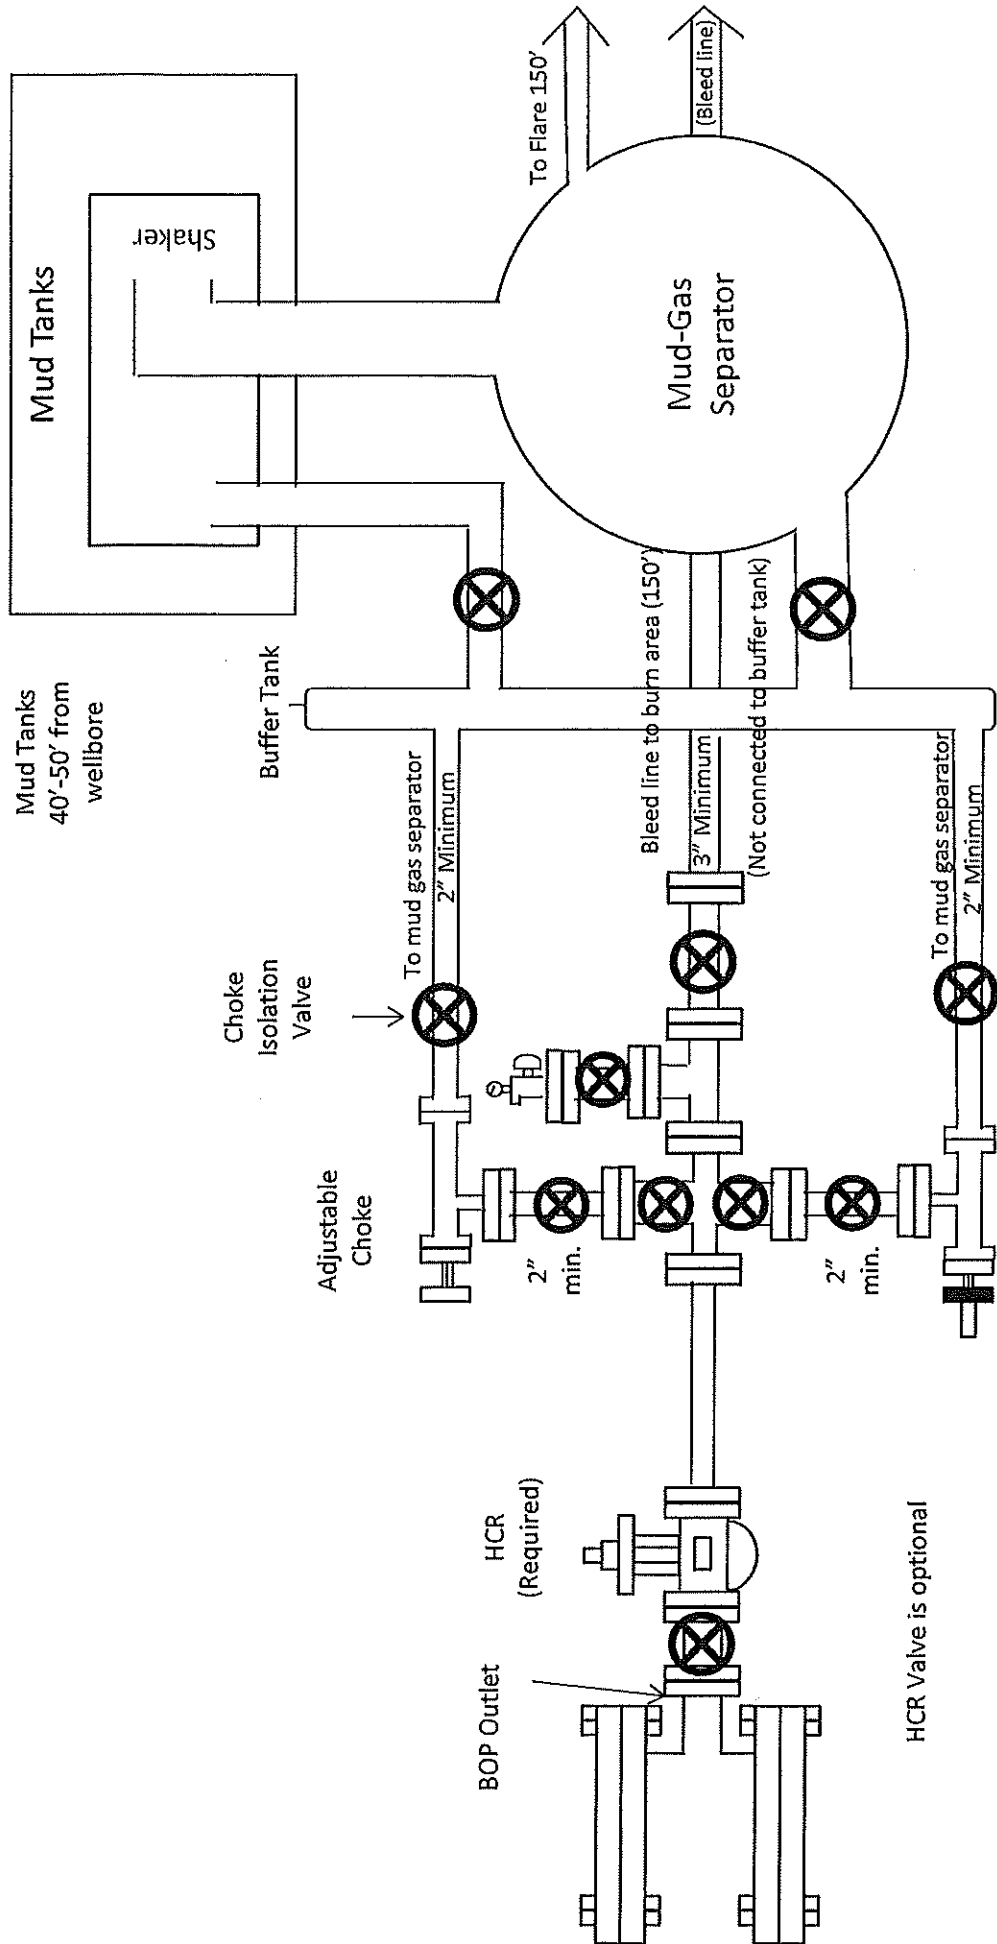 Mud Tanks
40'-50' from
wellbore
Mud Tanks
Shaker
Buffer Tank
To Flare 150'
(Bleed line)
Mud-Gas
Separator
Choke
Isolation
Valve
To mud gas separator
2" Minimum
Bleed line to burn area (150')
3" Minimum
(Not connected to buffer tank)
To mud gas separator
2" Minimum
Adjustable
Choke
2"
min.
2"
min.
HCR
(Required)
BOP Outlet
HCR Valve is optional